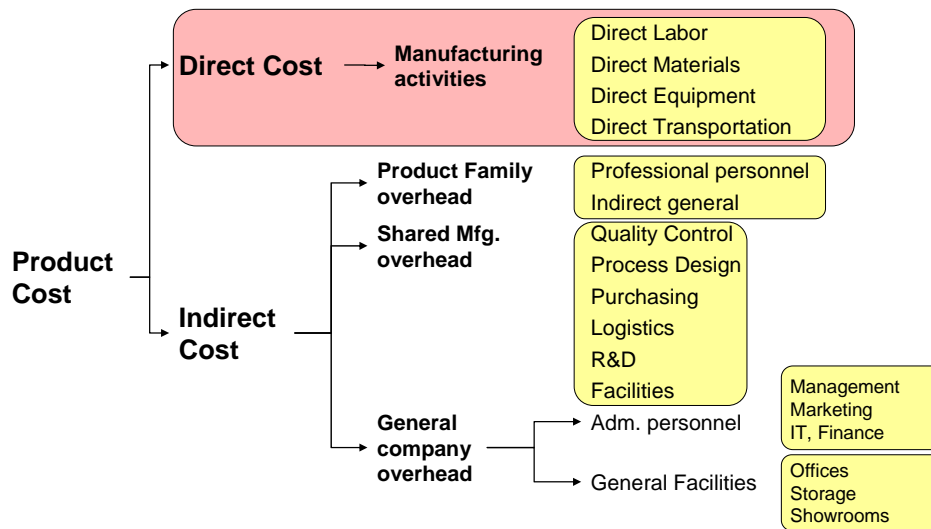 Direct Cost
Manufacturing
activities
Direct Labor
Direct Materials
Direct Equipment
Direct Transportation
Product
Cost
Indirect
Cost
Product Family
overhead
Professional personnel
Indirect general
Shared Mfg.
overhead
Quality Control
Process Design
Purchasing
Logistics
R&D
Facilities
General
company
overhead
Adm. personnel
Management
Marketing
IT, Finance
General Facilities
Offices
Storage
Showrooms